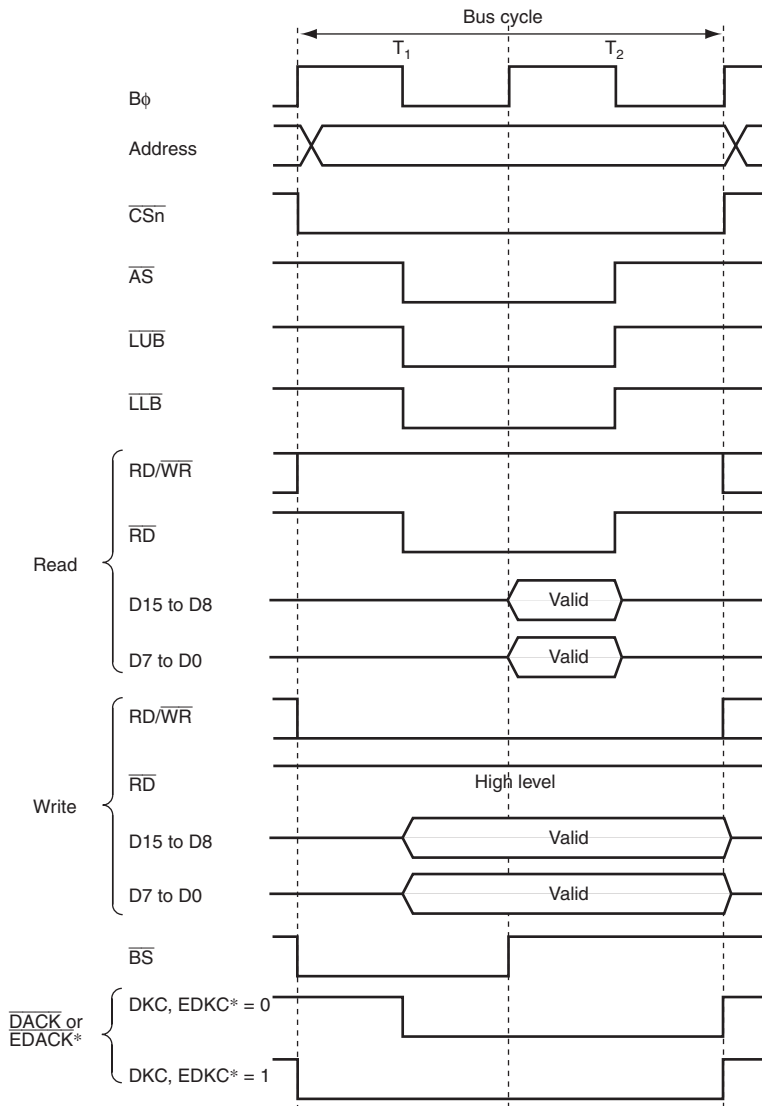 Bus cycle
T1 T2
Bφ
Address
CSn
AS
LUB
LLB
Read
RD/WR
RD
D15 to D8 Valid
D7 to D0 Valid
Write
RD/WR
RD High level
D15 to D8 Valid
D7 to D0 Valid
BS
DACK or
EDACK*
DKC, EDKC* = 0
DKC, EDKC* = 1